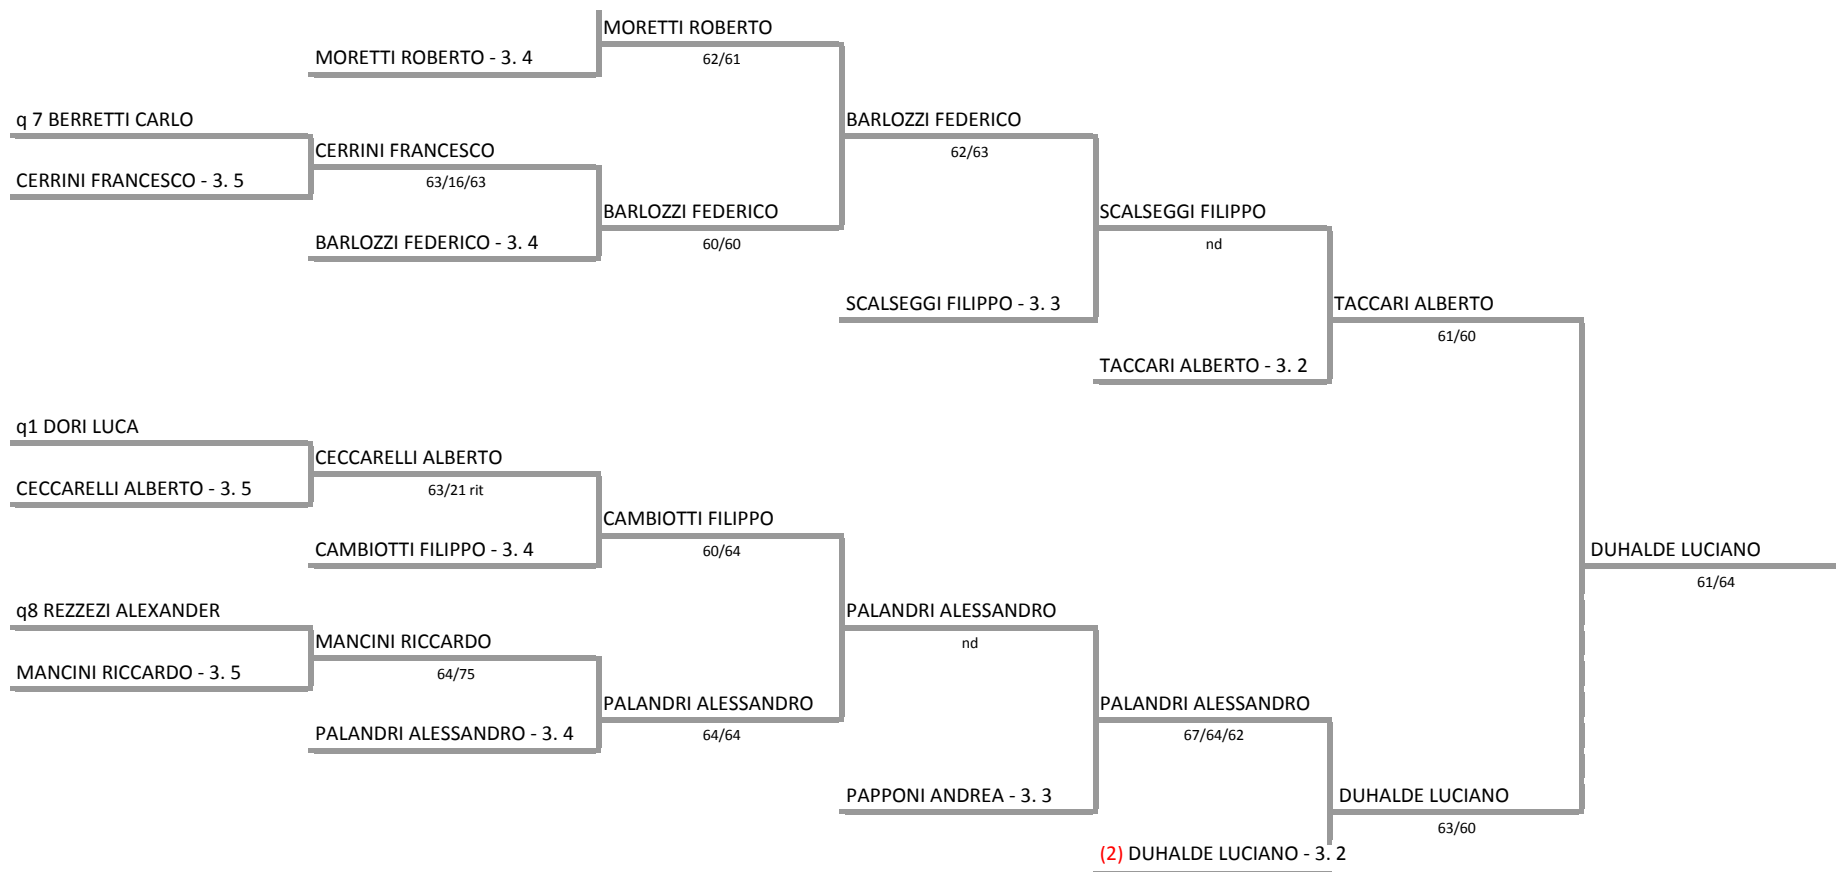 MORETTI ROBERTO
MORETTI ROBERTO - 3. 4
62/61
q 7 BERRETTI CARLO
BARLOZZI FEDERICO
CERRINI FRANCESCO
62/63
CERRINI FRANCESCO - 3. 5
63/16/63
BARLOZZI FEDERICO
SCALSEGGI FILIPPO
BARLOZZI FEDERICO - 3. 4
60/60
nd
SCALSEGGI FILIPPO - 3. 3
TACCARI ALBERTO
61/60
TACCARI ALBERTO - 3. 2
q1 DORI LUCA
CECCARELLI ALBERTO
CECCARELLI ALBERTO - 3. 5
63/21 rit
CAMBIOTTI FILIPPO
CAMBIOTTI FILIPPO - 3. 4
60/64
DUHALDE LUCIANO
61/64
q8 REZZEZI ALEXANDER
PALANDRI ALESSANDRO
MANCINI RICCARDO
nd
MANCINI RICCARDO - 3. 5
64/75
PALANDRI ALESSANDRO
PALANDRI ALESSANDRO
PALANDRI ALESSANDRO - 3. 4
64/64
67/64/62
PAPPONI ANDREA - 3. 3
DUHALDE LUCIANO
63/60
(2) DUHALDE LUCIANO - 3. 2